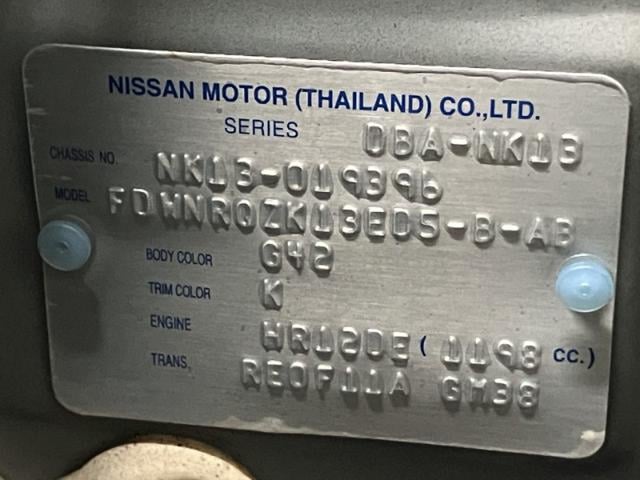 NISSAN MOTOR (THAILAND) CO.,LTD.
SERIES DBA-NK13
CHASSIS NO. NK13-019396
MODEL FDWNRQZK13EDS-B-AB
BODY COLOR G42
TRIM COLOR K
ENGINE HR12DE ( 1198 CC.)
TRANS, RE0F11A GM38